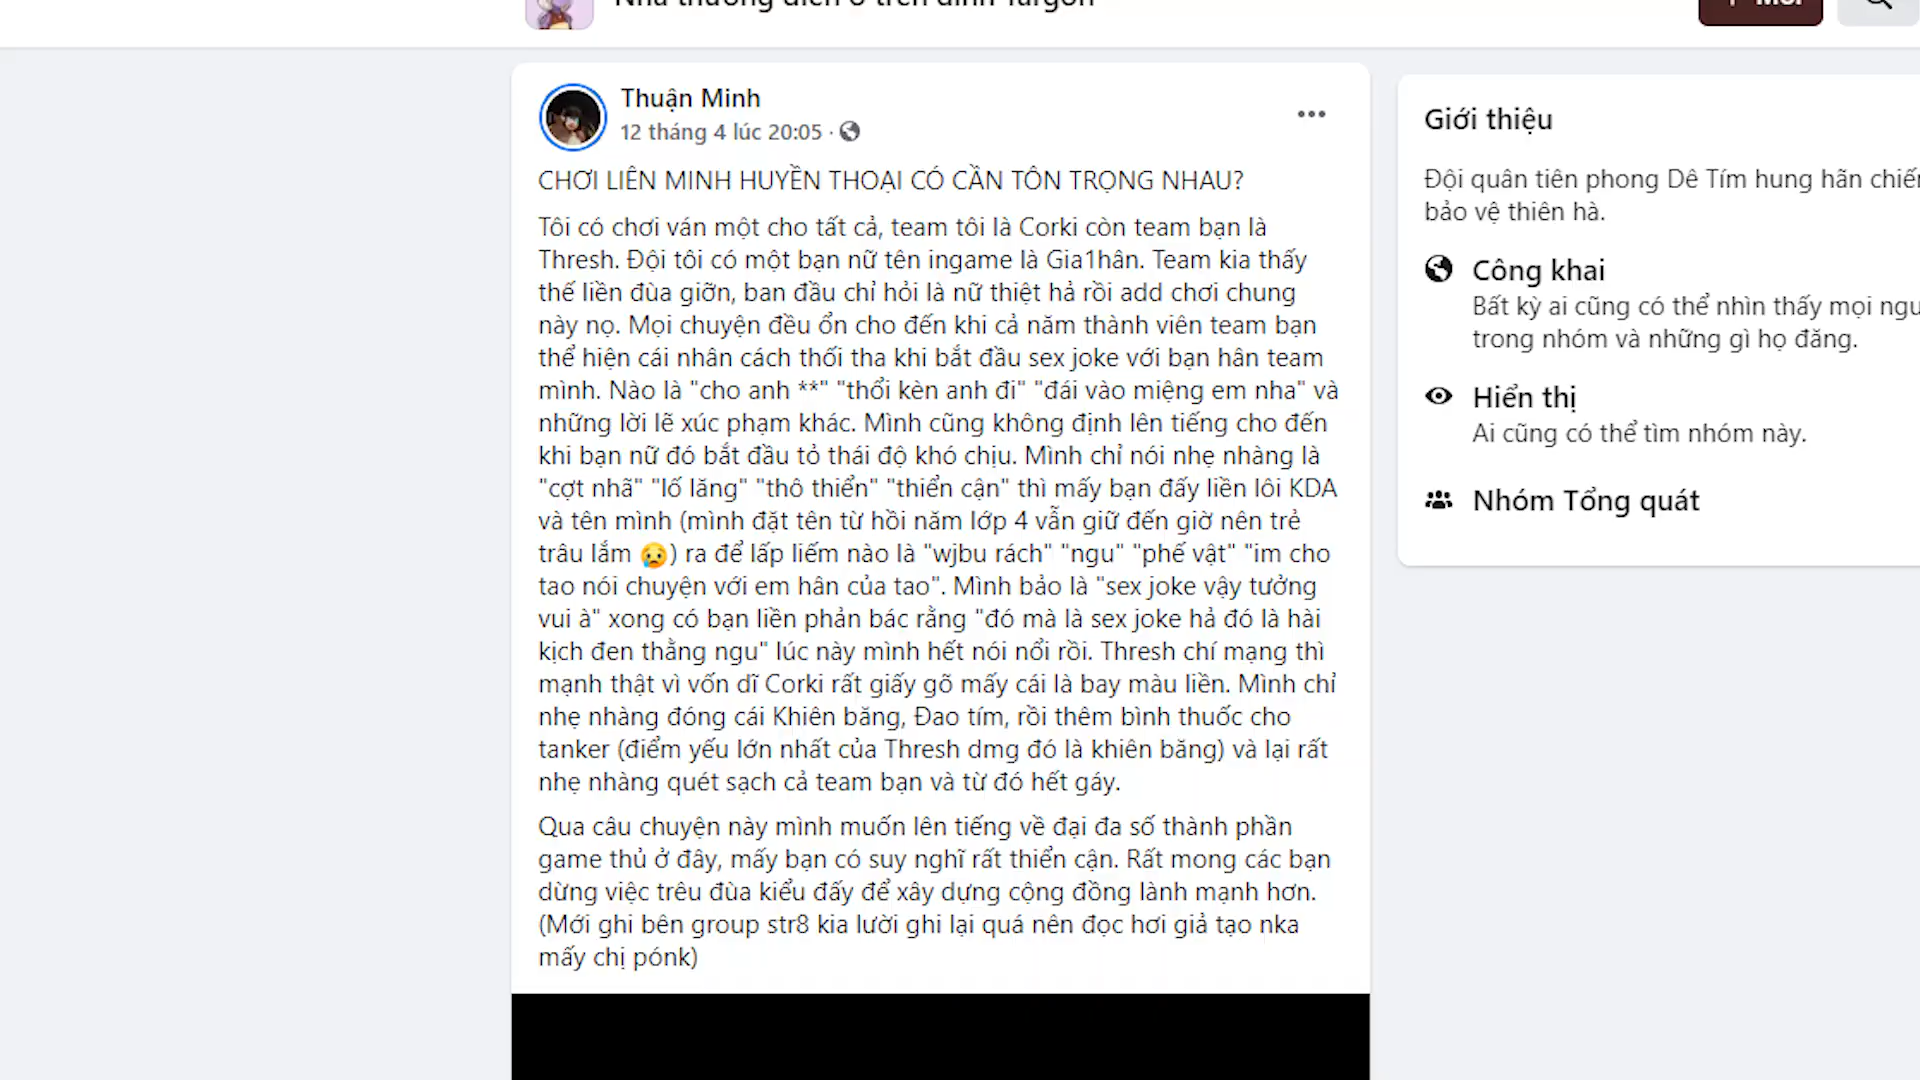 Nhà thương điên ở trên đỉnh Targon
+ Mời
Thuận Minh
12 tháng 4 lúc 20:05 ·
CHƠI LIÊN MINH HUYỀN THOẠI CÓ CẦN TÔN TRỌNG NHAU?
Tôi có chơi ván một cho tất cả, team tôi là Corki còn team bạn là
Thresh. Đội tôi có một bạn nữ tên ingame là Gia1hân. Team kia thấy
thế liền đùa giỡn, ban đầu chỉ hỏi là nữ thiệt hả rồi add chơi chung
này nọ. Mọi chuyện đều ổn cho đến khi cả năm thành viên team bạn
thể hiện cái nhân cách thối tha khi bắt đầu sex joke với bạn hân team
mình. Nào là "cho anh **" "thổi kèn anh đi" "đái vào miệng em nha" và
những lời lẽ xúc phạm khác. Mình cũng không định lên tiếng cho đến
khi bạn nữ đó bắt đầu tỏ thái độ khó chịu. Mình chỉ nói nhẹ nhàng là
"cợt nhã" "lố lăng" "thô thiển" "thiển cận" thì mấy bạn đấy liền lôi KDA
và tên mình (mình đặt tên từ hồi năm lớp 4 vẫn giữ đến giờ nên trẻ
trâu lắm 😥) ra để lấp liếm nào là "wjbu rách" "ngu" "phế vật" "im cho
tao nói chuyện với em hân của tao". Mình bảo là "sex joke vậy tưởng
vui à" xong có bạn liền phản bác rằng "đó mà là sex joke hả đó là hài
kịch đen thằng ngu" lúc này mình hết nói nổi rồi. Thresh chí mạng thì
mạnh thật vì vốn dĩ Corki rất giấy gõ mấy cái là bay màu liền. Mình chỉ
nhẹ nhàng đóng cái Khiên băng, Đao tím, rồi thêm bình thuốc cho
tanker (điểm yếu lớn nhất của Thresh dmg đó là khiên băng) và lại rất
nhẹ nhàng quét sạch cả team bạn và từ đó hết gáy.
Qua câu chuyện này mình muốn lên tiếng về đại đa số thành phần
game thủ ở đây, mấy bạn có suy nghĩ rất thiển cận. Rất mong các bạn
dừng việc trêu đùa kiểu đấy để xây dựng cộng đồng lành mạnh hơn.
(Mới ghi bên group str8 kia lười ghi lại quá nên đọc hơi giả tạo nka
mấy chị pónk)
Giới thiệu
Đội quân tiên phong Dê Tím hung hãn
bảo vệ thiên hà.
Công khai
Bất kỳ ai cũng có thể nhìn thấy mọi
trong nhóm và những gì họ đăng.
Hiển thị
Ai cũng có thể tìm nhóm này.
Nhóm Tổng quát